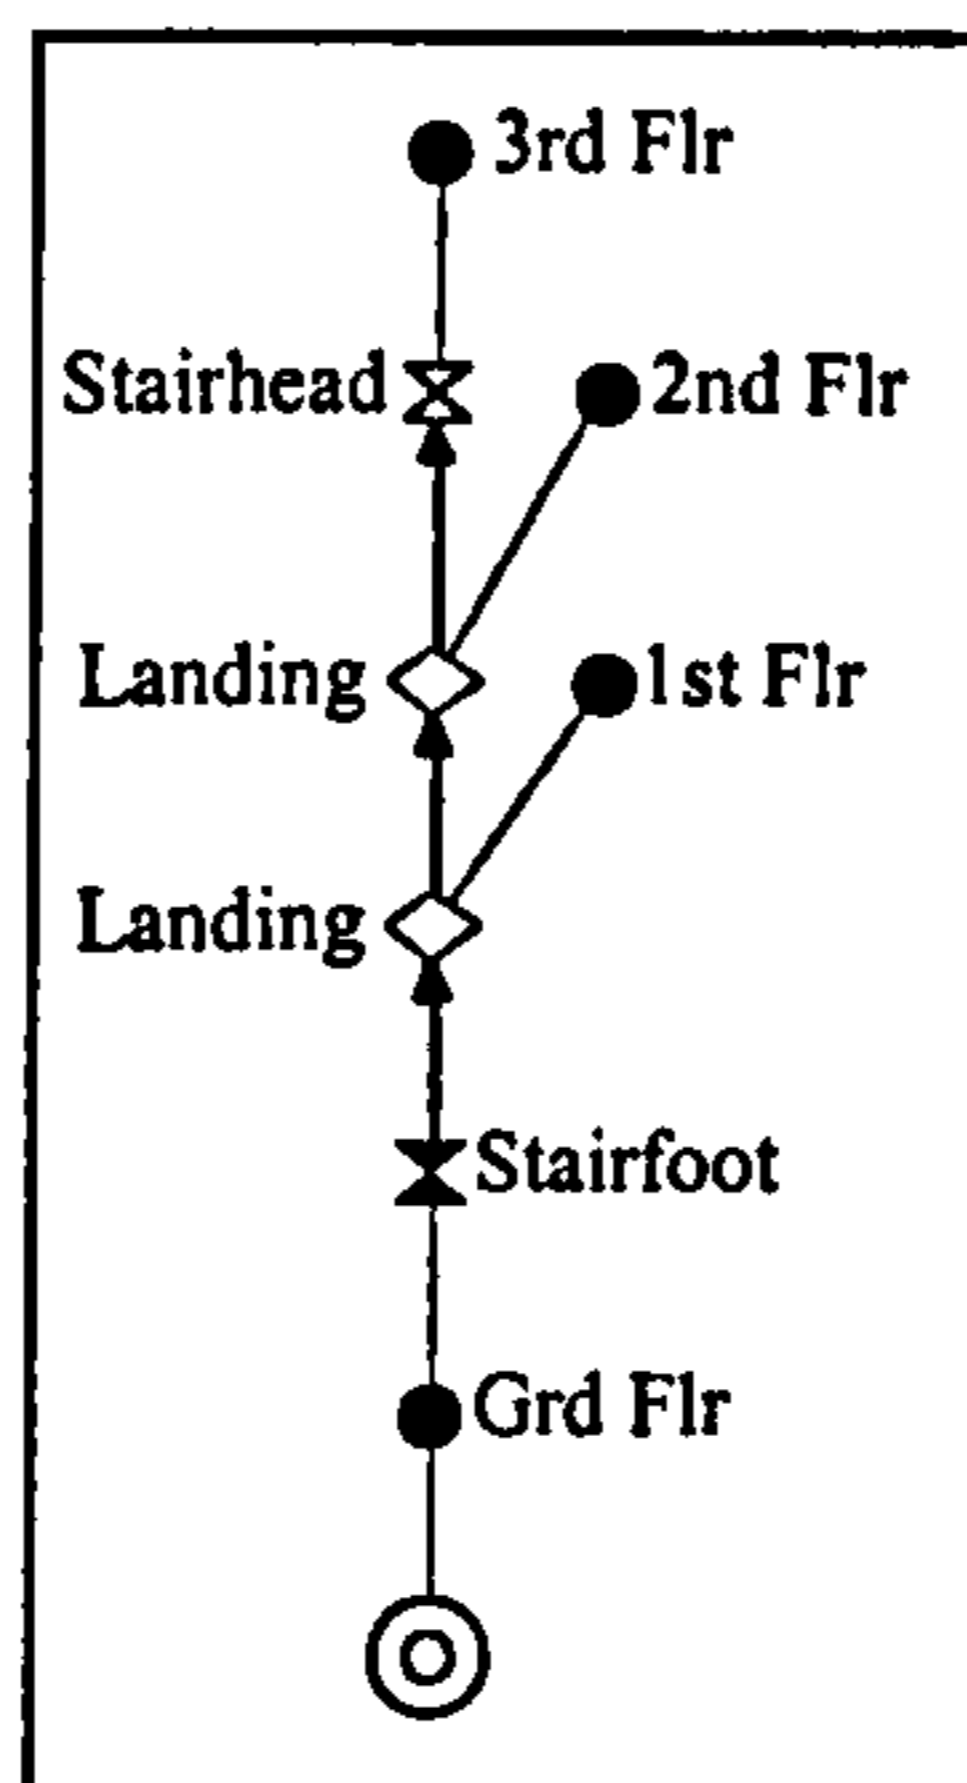 3rd Flr
Stairhead
2nd Flr
Landing
1st Flr
Landing
Stairfoot
Grd Flr